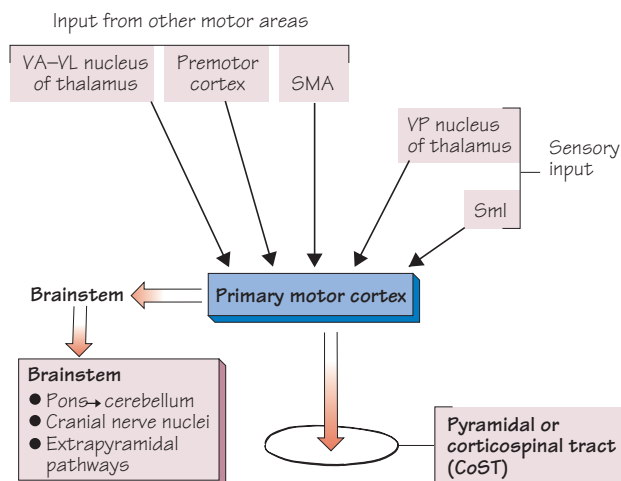 Input from other motor areas
VA–VL nucleus
of thalamus
Premotor
cortex
SMA
VP nucleus
of thalamus
Sensory
input
SmI
Primary motor cortex
Brainstem
Brainstem
● Pons→ cerebellum
● Cranial nerve nuclei
● Extrapyramidal
pathways
Pyramidal or
corticospinal tract
(CoST)